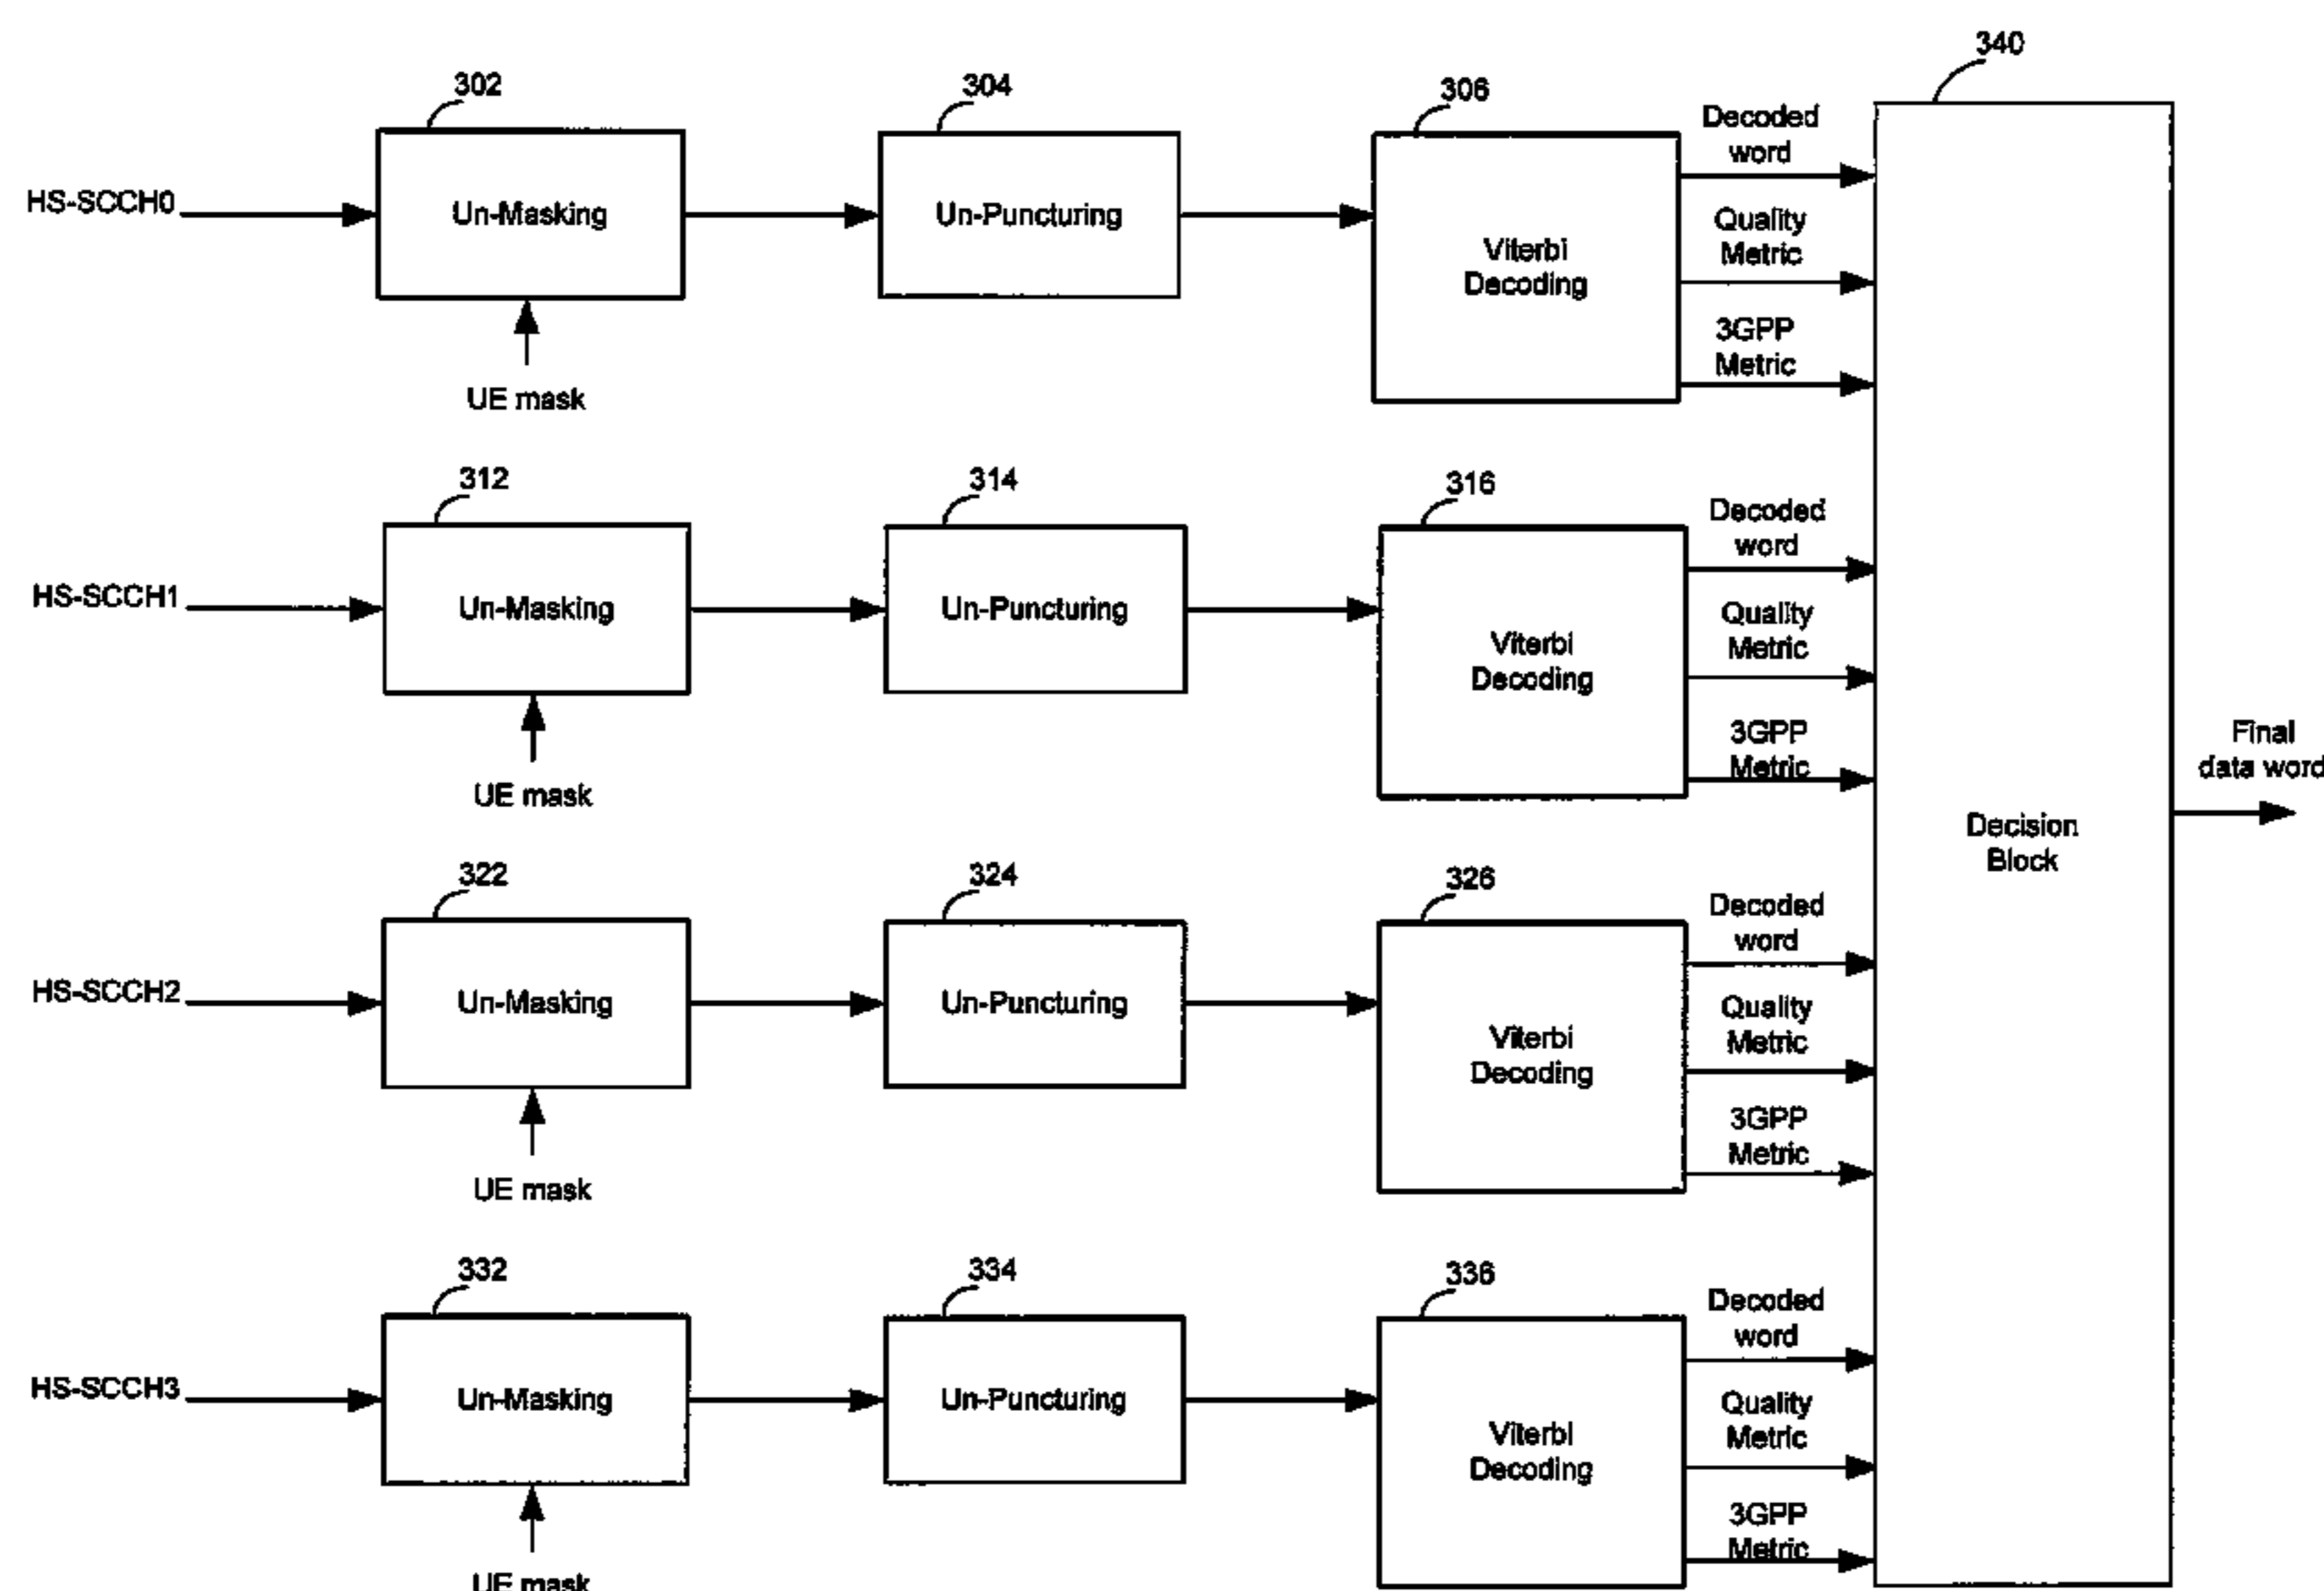 340
302
304
306
HS-SCCH0
Un-Masking
Un-Puncturing
Viterbi
Decoding
Decoded
word
Quality
Metric
3GPP
Metric
UE mask
312
314
316
HS-SCCH1
Un-Masking
Un-Puncturing
Viterbi
Decoding
Decoded
word
Quality
Metric
3GPP
Metric
UE mask
Final
data word
Decision
Block
322
324
326
HS-SCCH2
Un-Masking
Un-Puncturing
Viterbi
Decoding
Decoded
word
Quality
Metric
3GPP
Metric
UE mask
332
334
336
HS-SCCH3
Un-Masking
Un-Puncturing
Viterbi
Decoding
Decoded
word
Quality
Metric
3GPP
Metric
UE mask